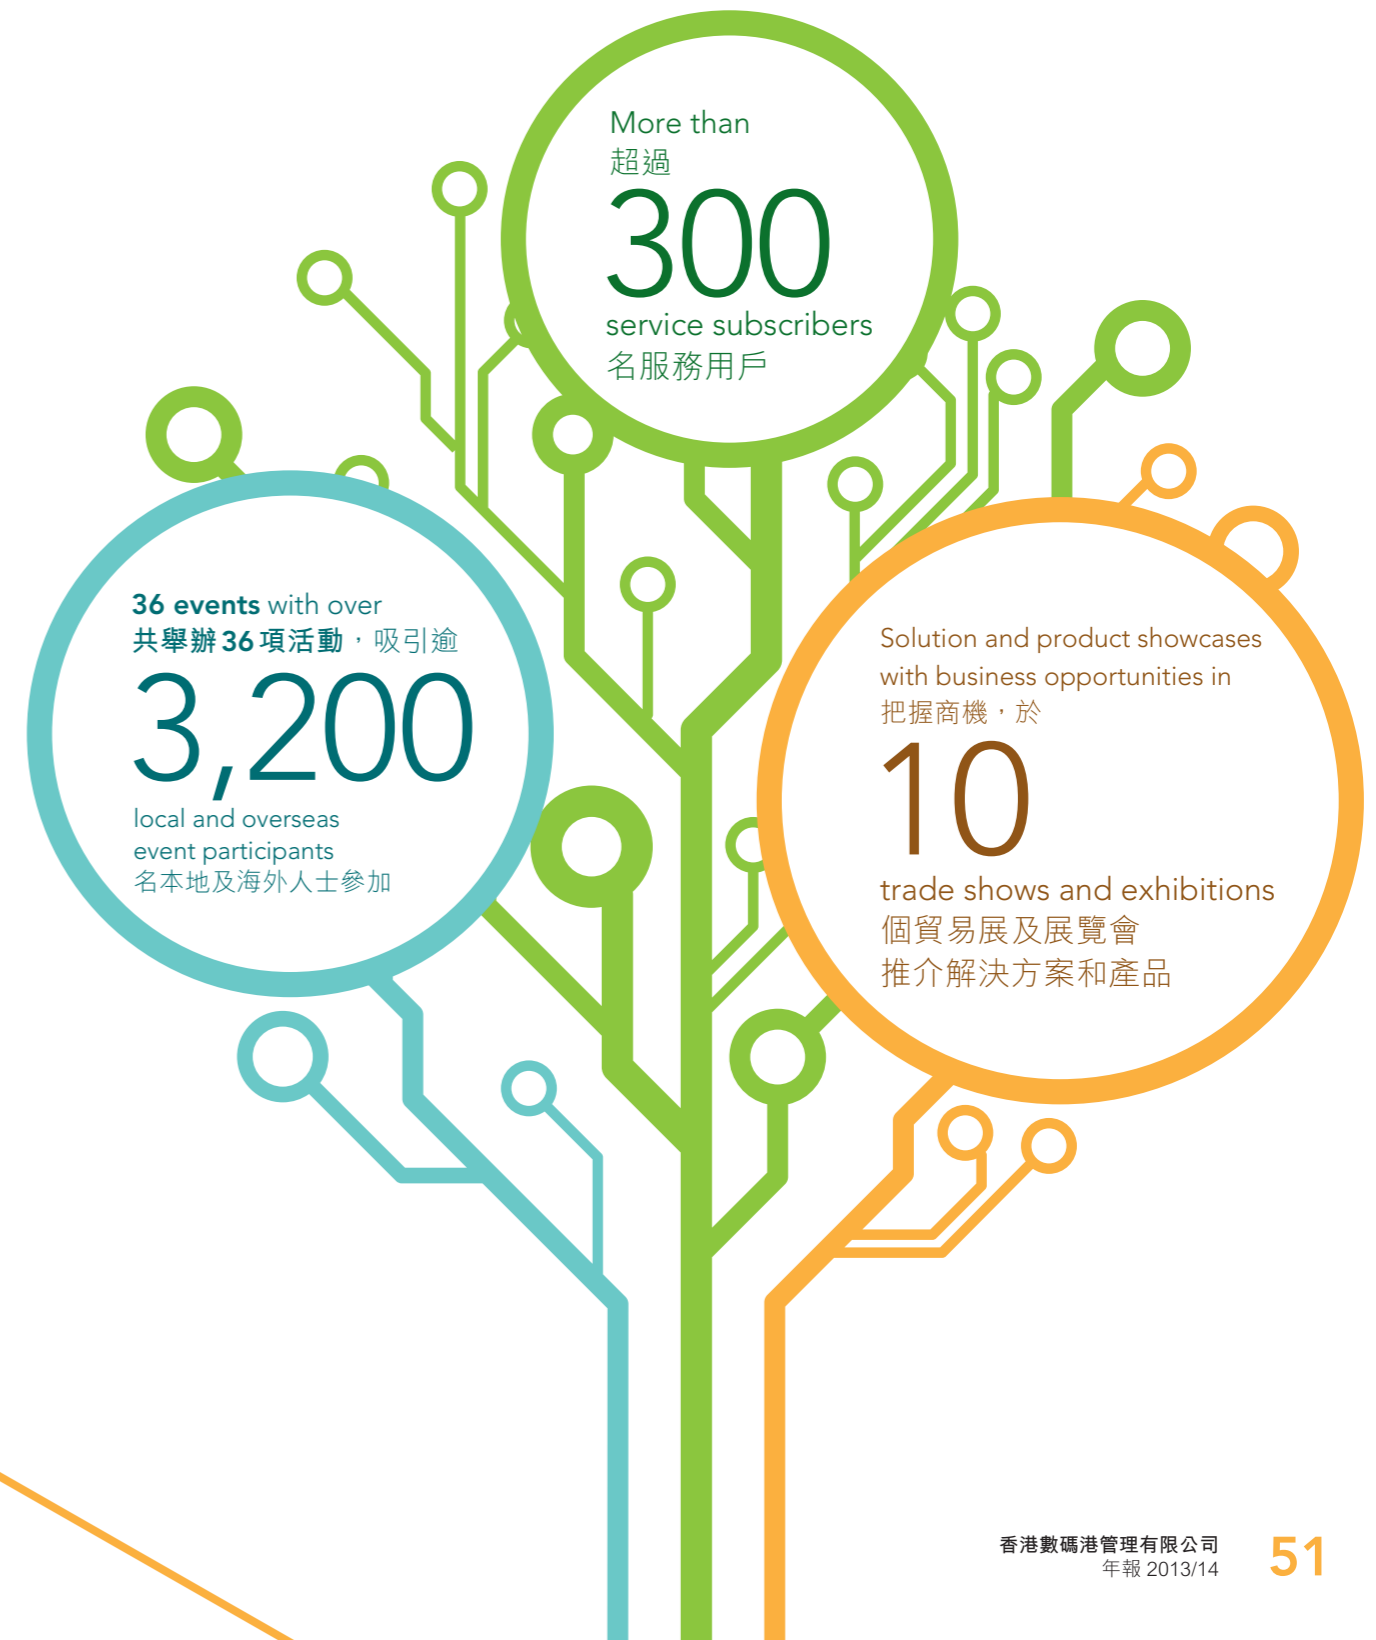 More than
超過
300
service subscribers
名服務用戶
36 events with over
共舉辦36項活動，吸引逾
3,200
local and overseas
event participants
名本地及海外人士參加
Solution and product showcases
with business opportunities in
把握商機，於
10
trade shows and exhibitions
個貿易展及展覽會
推介解決方案和產品
香港數碼港管理有限公司
年報 2013/14
51